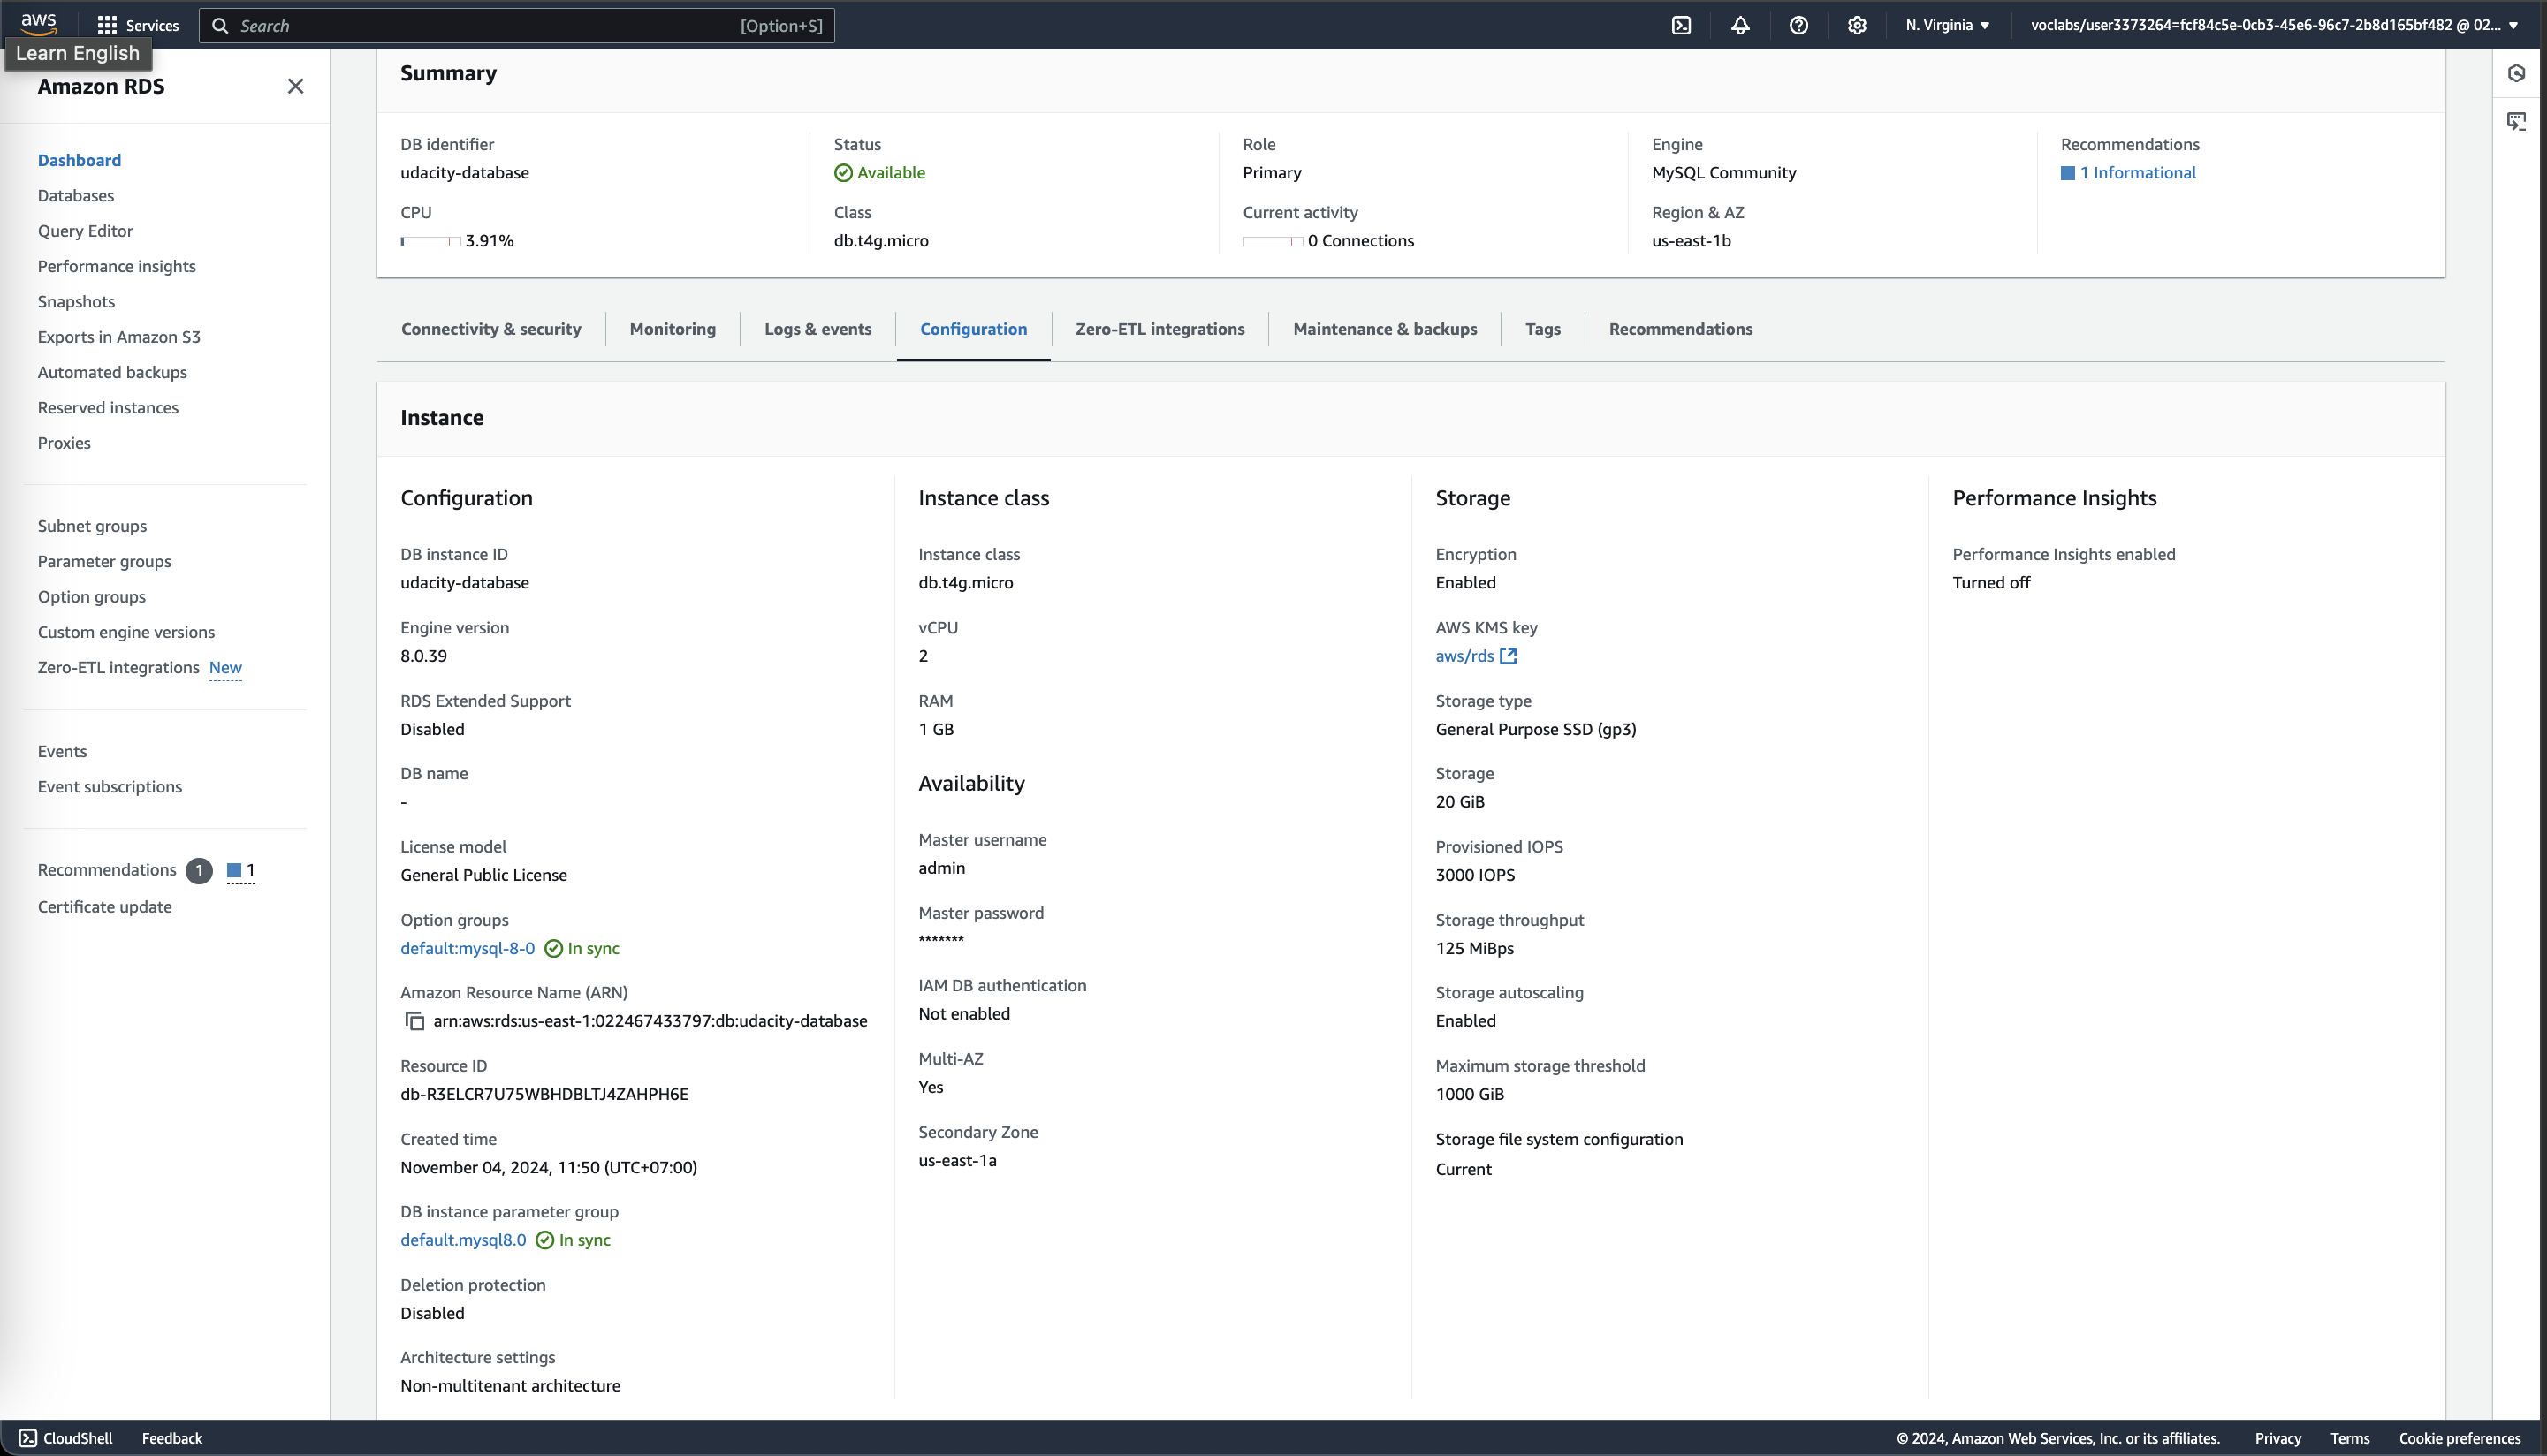 aws
Services
Search
[Option+S]
N. Virginia
voclabs/user3373264=fcf84c5e-0cb3-45e6-96c7-2b8d165bf482 @ 02...
Learn English
Amazon RDS
Dashboard
Databases
Query Editor
Performance insights
Snapshots
Exports in Amazon S3
Automated backups
Reserved instances
Proxies
Subnet groups
Parameter groups
Option groups
Custom engine versions
Zero-ETL integrations New
Events
Event subscriptions
Recommendations 1 1
Certificate update
Summary
DB identifier
udacity-database
CPU
3.91%
Status
Available
Class
db.t4g.micro
Role
Primary
Current activity
0 Connections
Engine
MySQL Community
Region & AZ
us-east-1b
Recommendations
1 Informational
Connectivity & security
Monitoring
Logs & events
Configuration
Zero-ETL integrations
Maintenance & backups
Tags
Recommendations
Instance
Configuration
DB instance ID
udacity-database
Engine version
8.0.39
RDS Extended Support
Disabled
DB name
-
License model
General Public License
Option groups
default:mysql-8-0 In sync
Amazon Resource Name (ARN)
arn:aws:rds:us-east-1:022467433797:db:udacity-database
Resource ID
db-R3ELCR7U75WBHDBLTJ4ZAHPH6E
Created time
November 04, 2024, 11:50 (UTC+07:00)
DB instance parameter group
default.mysql8.0 In sync
Deletion protection
Disabled
Architecture settings
Non-multitenant architecture
Instance class
Instance class
db.t4g.micro
vCPU
2
RAM
1 GB
Availability
Master username
admin
Master password
*******
IAM DB authentication
Not enabled
Multi-AZ
Yes
Secondary Zone
us-east-1a
Storage
Encryption
Enabled
AWS KMS key
aws/rds
Storage type
General Purpose SSD (gp3)
Storage
20 GiB
Provisioned IOPS
3000 IOPS
Storage throughput
125 MiBps
Storage autoscaling
Enabled
Maximum storage threshold
1000 GiB
Storage file system configuration
Current
Performance Insights
Performance Insights enabled
Turned off
CloudShell
Feedback
© 2024, Amazon Web Services, Inc. or its affiliates.
Privacy
Terms
Cookie preferences